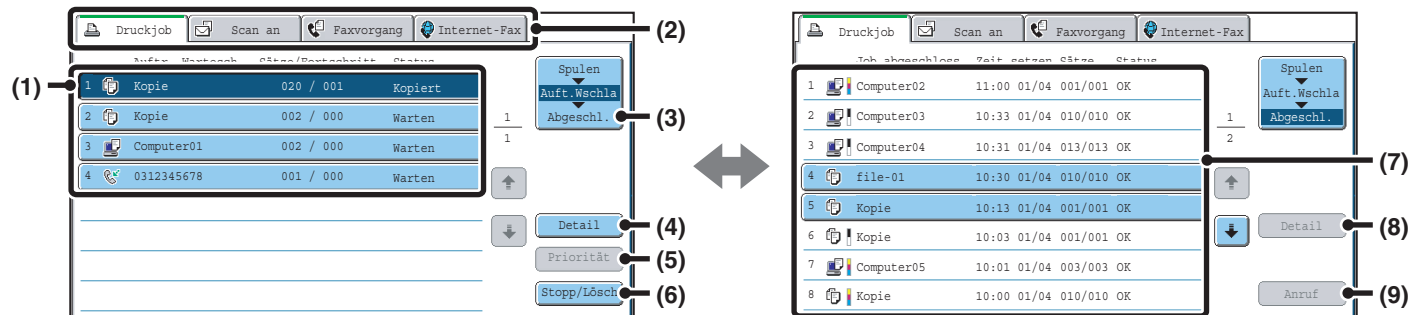 Druckjob Scan an Faxvorgang Internet-Fax (2)
Auftr. Wartesch. Sätze/Fortschritt Status
(1) 1 Kopie 020 / 001 Kopiert
2 Kopie 002 / 000 Warten
3 Computer01 002 / 000 Warten
4 0312345678 001 / 000 Warten
1
1
Spulen
Auft.Wschla
Abgeschl. (3)
Detail (4)
Priorität (5)
Stopp/Lösch (6)
Druckjob Scan an Faxvorgang Internet-Fax
Job abgeschloss. Zeit setzen Sätze Status
1 Computer02 11:00 01/04 001/001 OK
2 Computer03 10:33 01/04 010/010 OK
3 Computer04 10:31 01/04 013/013 OK
4 file-01 10:30 01/04 010/010 OK
5 Kopie 10:13 01/04 001/001 OK
6 Kopie 10:03 01/04 001/001 OK
7 Computer05 10:01 01/04 003/003 OK
8 Kopie 10:00 01/04 010/010 OK
1
2
Spulen
Auft.Wschla
Abgeschl.
(7)
Detail (8)
Anruf (9)